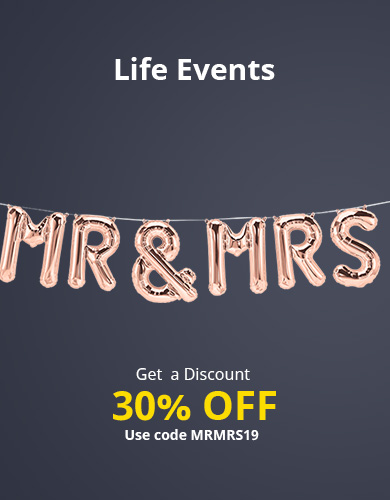 Life Events
MR&MRS
Get a Discount
30% OFF
Use code MRMRS19